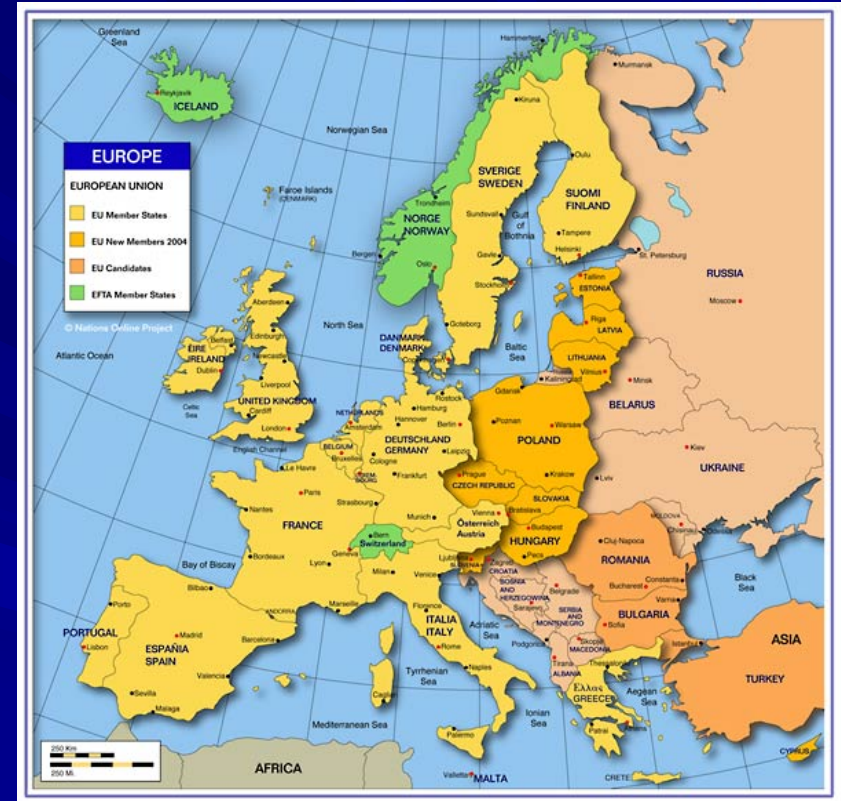 Greenland
Sea
Hammerfest
Murmansk
Reykjavik
ICELAND
Kiruna
Norwegian Sea
EUROPE
EUROPEAN UNION
EU Member States
EU New Members 2004
EU Candidates
EFTA Member States
© Nations Online Project
Faroe Islands
(DENMARK)
Oulu
SVERIGE
SWEDEN
SUOMI
FINLAND
Trondheim
NORGE
NORWAY
Sundsvall
Gulf
of
Bothnia
Tampere
Helsinki
Bergen
Oslo
Gavle
Stockholm
St. Petersburg
Tallinn
ESTONIA
RUSSIA
Moscow
Aberdeen
North Sea
Goteborg
Riga
LATVIA
Baltic
Sea
Atlantic Ocean
Edinburgh
Belfast
Newcastle
ÉIRE
IRELAND
Dublin
DANMARK
DENMARK
LITHUANIA
Vilnius
Kaliningrad
Minsk
BELARUS
Liverpool
Celtic
Sea
UNITED KINGDOM
Cardiff
London
English Channel
NETHERLANDS
Amsterdam
Rostock
Hamburg
Hannover
Berlin
Gdansk
Poznan
Warsaw
POLAND
DEUTSCHLAND
GERMANY
Leipzig
BELGIUM
Bruxelles
Cologne
Frankfurt
Kiev
UKRAINE
Lviv
Le Havre
Paris
Prague
CZECH REPUBLIC
Krakow
SLOVAKIA
Strasbourg
Nantes
FRANCE
Munich
Vienna
Bratislava
Österreich
Austria
Budapest
HUNGARY
MOLDOVA
Chisinau
Bern
Switzerland
Geneva
Pecs
Cluj-Napoca
ROMANIA
Bay of Biscay
Bordeaux
Lyon
Milan
Venice
Ljubljana
SLOVENIA
Zagreb
CROATIA
BOSNIA
AND
HERZEGOVINA
Sarajevo
Belgrade
Bucharest
Constanta
Black
Sea
Bilbao
Marseille
Florence
ITALIA
ITALY
Adriatic
Sea
SERBIA
AND
MONTENEGRO
Podgorica
Sofia
BULGARIA
Varna
Porto
ANDORRA
PORTUGAL
Lisbon
Madrid
ESPAÑIA
SPAIN
Barcelona
Rome
Skopje
MACEDONIA
Tirana
ALBANIA
Istanbul
ASIA
TURKEY
Valencia
Tyrrhenian
Sea
Naples
Thessaloniki
Ελλας
GREECE
Aegean
Sea
Sevilla
Malaga
Cagliari
Mediterranean Sea
Palermo
Ionian
Sea
Patrai
Athens
250 Km
250 Mi.
AFRICA
Valletta
MALTA
CRETE
CYPRUS